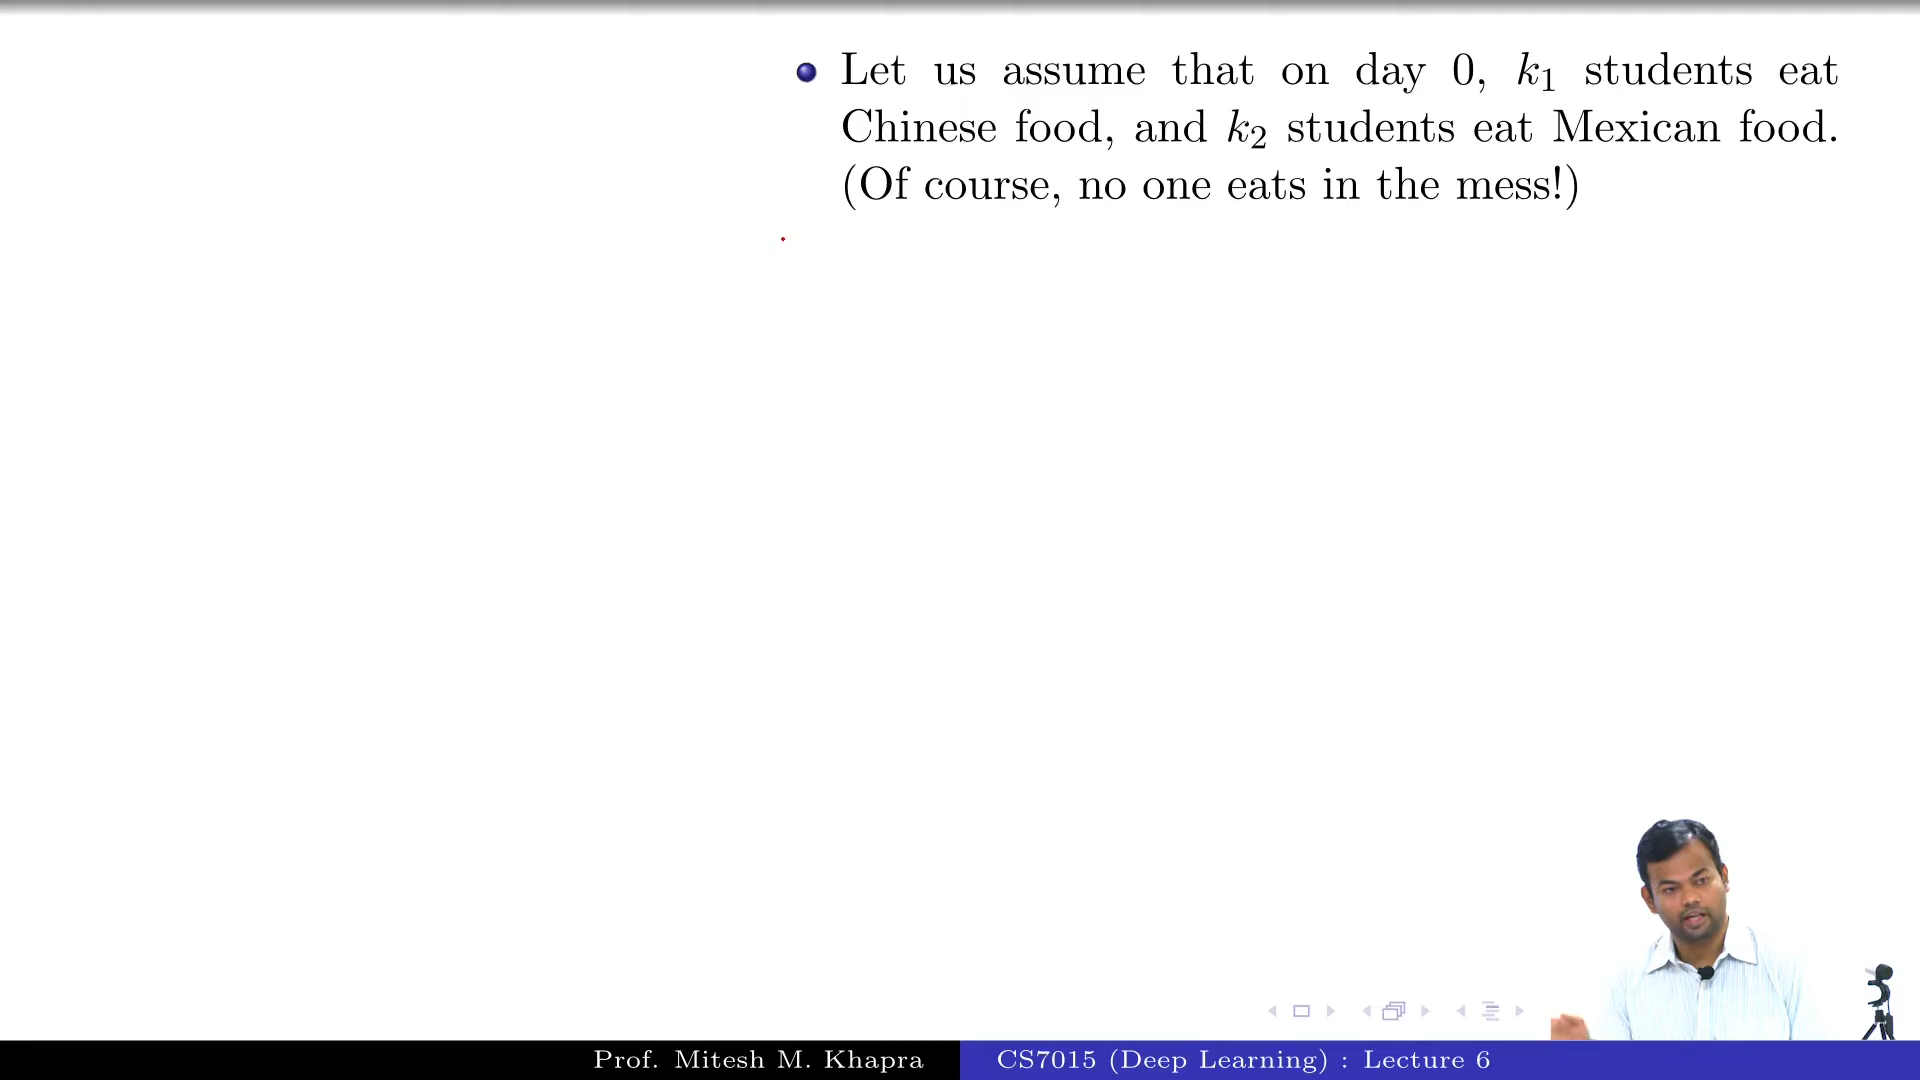 Let us assume that on day 0, k₁ students eat
Chinese food, and k₂ students eat Mexican food.
(Of course, no one eats in the mess!)
Prof. Mitesh M. Khapra
CS7015 (Deep Learning) : Lecture 6